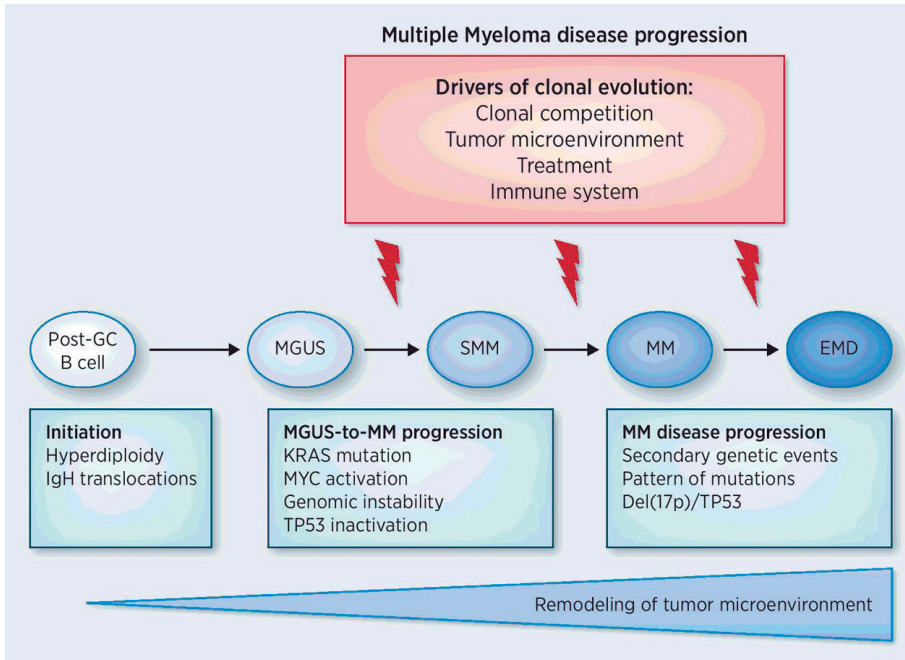 Multiple Myeloma disease progression
Drivers of clonal evolution:
Clonal competition
Tumor microenvironment
Treatment
Immune system
Post-GC
B cell
MGUS
SMM
MM
EMD
Initiation
Hyperdiploidy
IgH translocations
MGUS-to-MM progression
KRAS mutation
MYC activation
Genomic instability
TP53 inactivation
MM disease progression
Secondary genetic events
Pattern of mutations
Del(17p)/TP53
Remodeling of tumor microenvironment